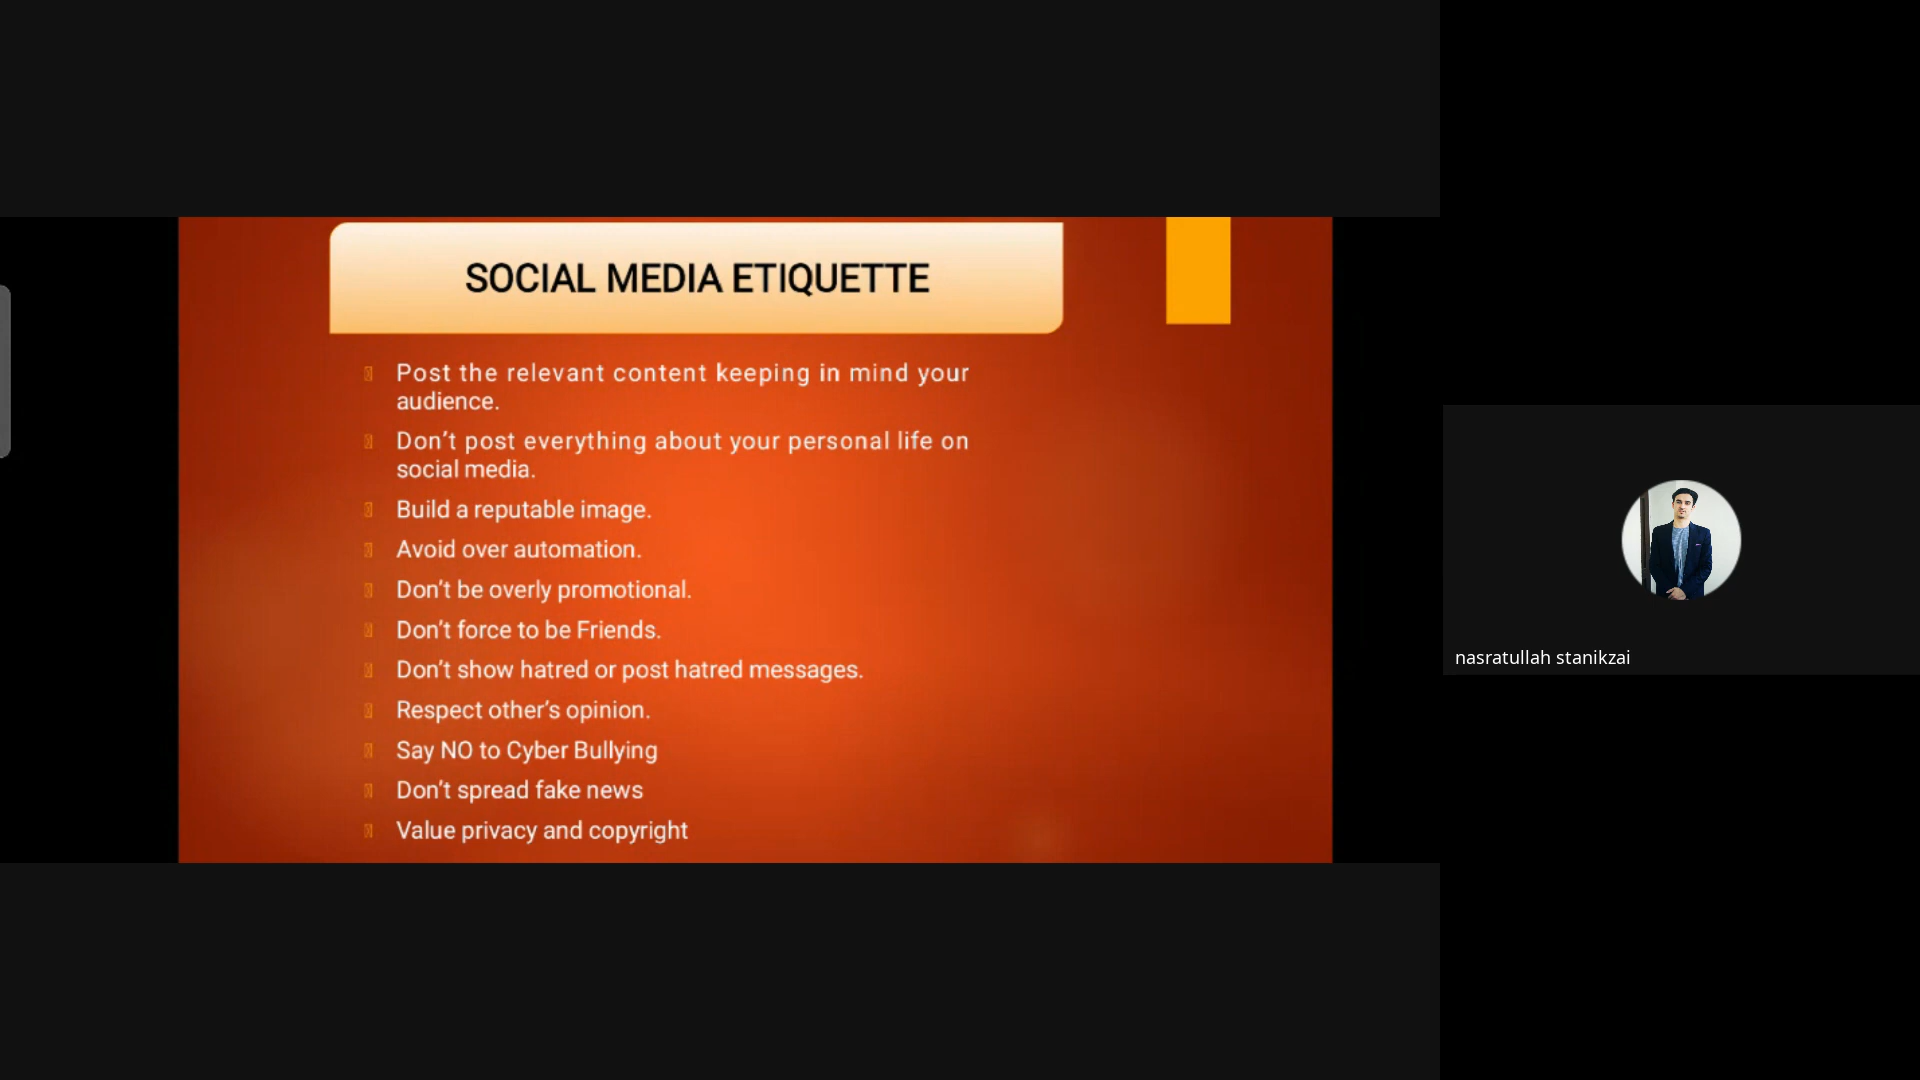 SOCIAL MEDIA ETIQUETTE
Post the relevant content keeping in mind your
audience.
Don’t post everything about your personal life on
social media.
Build a reputable image.
Avoid over automation.
Don’t be overly promotional.
Don’t force to be Friends.
Don’t show hatred or post hatred messages.
Respect other’s opinion.
Say NO to Cyber Bullying
Don’t spread fake news
Value privacy and copyright
nasratullah stanikzai